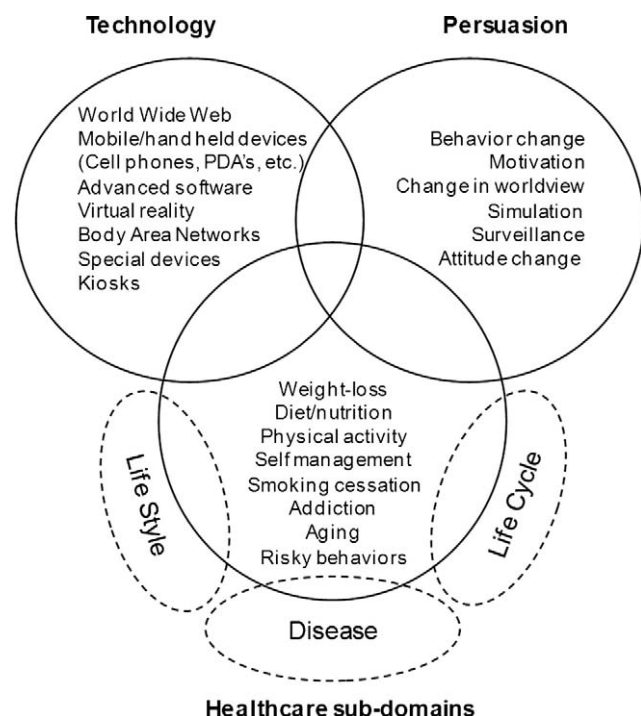 Technology
Persuasion
World Wide Web
Mobile/hand held devices
(Cell phones, PDA's, etc.)
Advanced software
Virtual reality
Body Area Networks
Special devices
Kiosks
Behavior change
Motivation
Change in worldview
Simulation
Surveillance
Attitude change
Weight-loss
Diet/nutrition
Physical activity
Self management
Smoking cessation
Addiction
Aging
Risky behaviors
Life Style
Life Cycle
Disease
Healthcare sub-domains